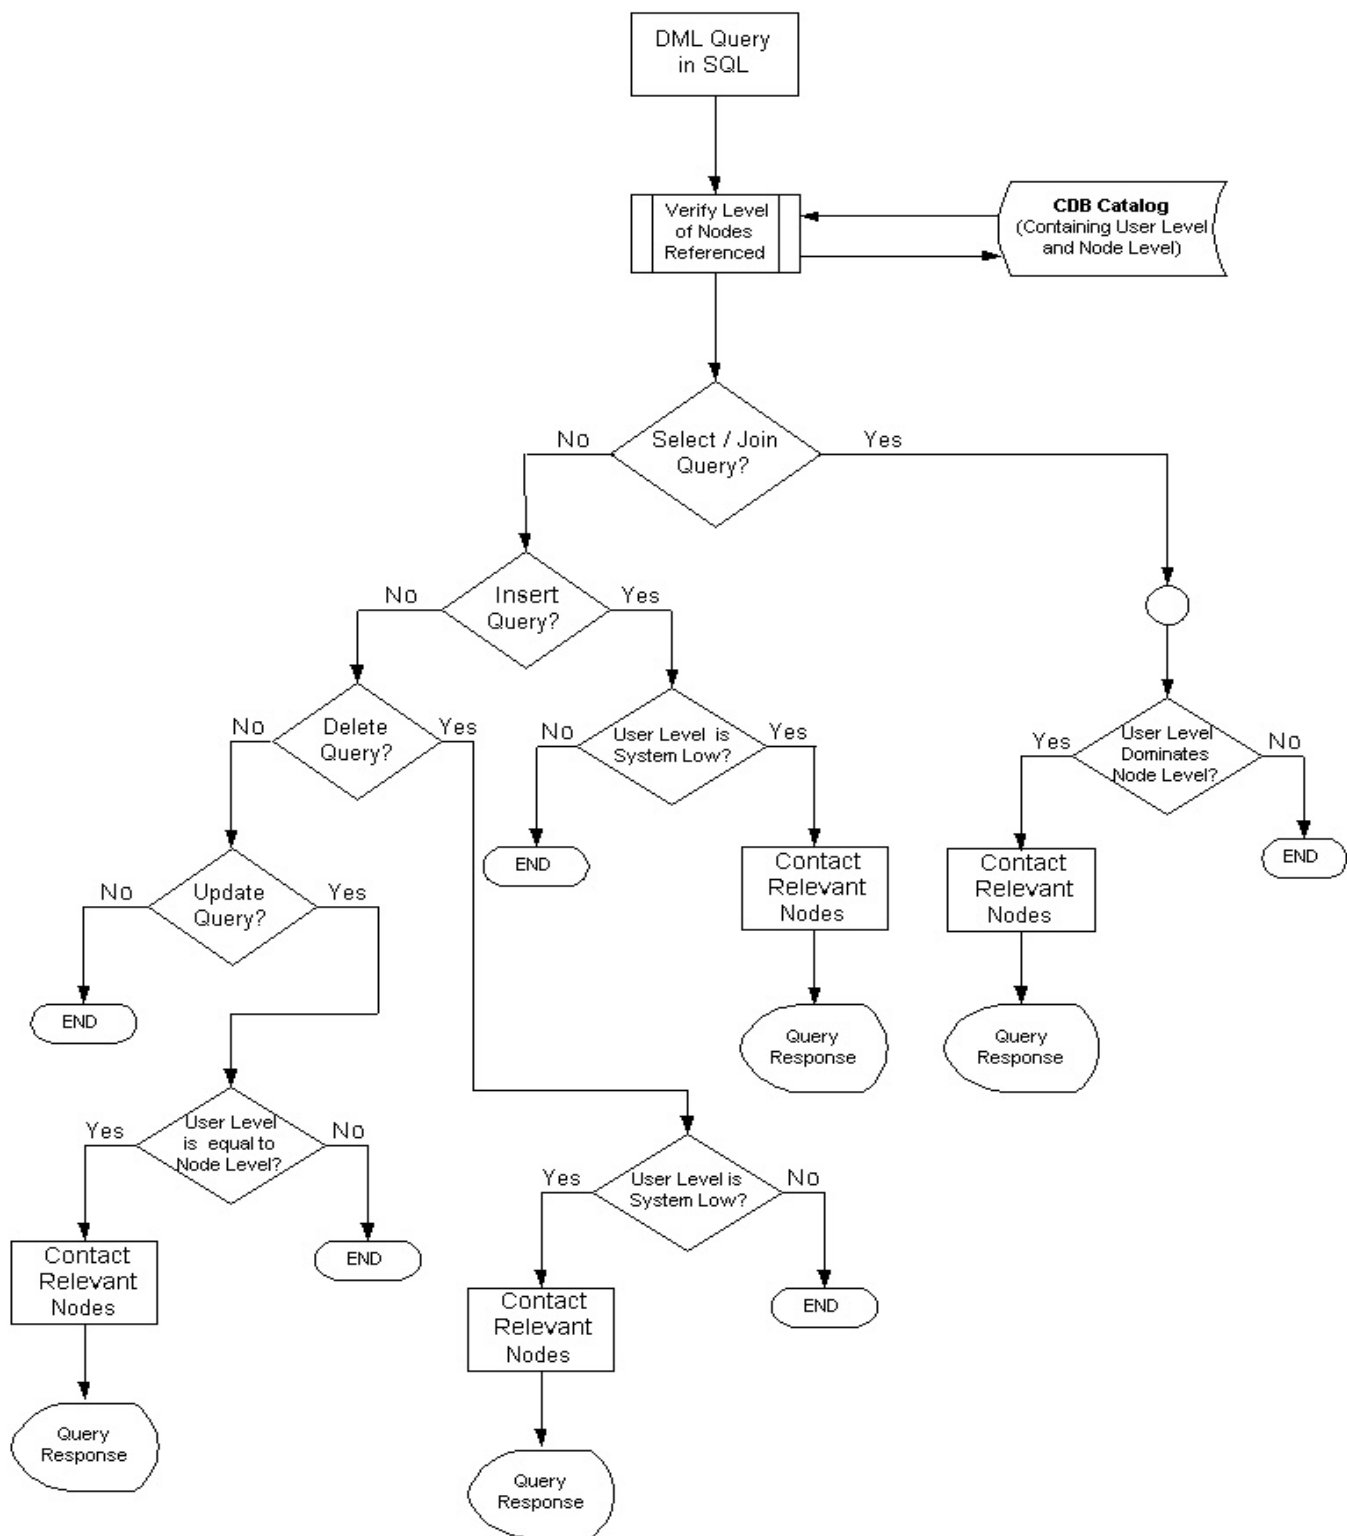 DML Query
in SQL
Verify Level
of Nodes
Referenced
CDB Catalog
(Containing User Level
and Node Level)
No
Select / Join
Query?
Yes
No
Insert
Query?
Yes
No
Delete
Query?
Yes
No
User Level is
System Low?
Yes
Yes
User Level
Dominates
Node Level?
No
END
Contact
Relevant
Nodes
Contact
Relevant
Nodes
END
No
Update
Query?
Yes
END
Query
Response
Query
Response
Yes
User Level
is equal to
Node Level?
No
Yes
User Level is
System Low?
No
Contact
Relevant
Nodes
END
Contact
Relevant
Nodes
END
Query
Response
Query
Response